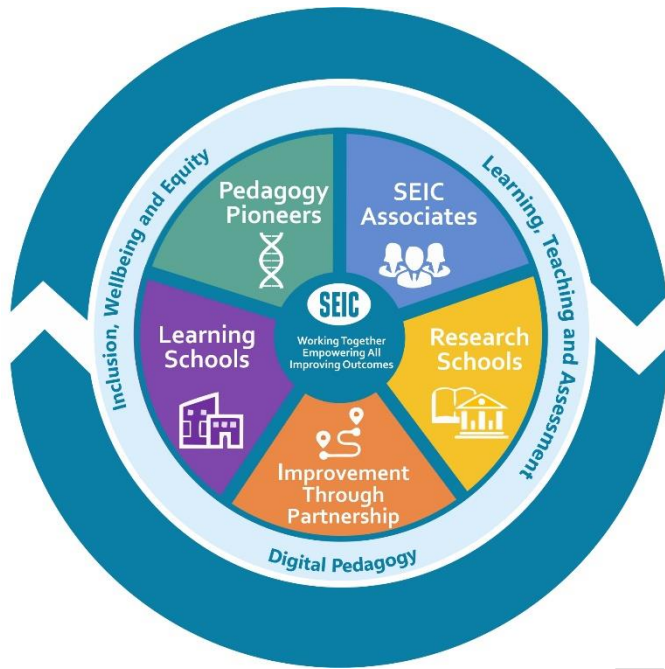 Inclusion, Wellbeing and Equity
Learning, Teaching and Assessment
Pedagogy
Pioneers
SEIC
Associates
Learning
Schools
SEIC
Working Together
Empowering All
Improving Outcomes
Research
Schools
Improvement
Through
Partnership
Digital Pedagogy